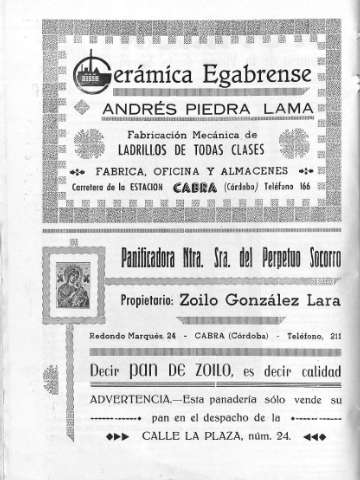 Cerámica Egabrense
ANDRÉS PIEDRA LAMA
Fabricación Mecánica de
LADRILLOS DE TODAS CLASES
FABRICA, OFICINA Y ALMACENES
Carretera de la ESTACION CABRA (Córdoba) Teléfono 166
Panificadora Ntra. Sra. del Perpetuo Socorro
Propietario: Zoilo González Lara
Redondo Marqués 24 - CABRA (Córdoba) - Teléfono, 211
Decir PAN DE ZOILO, es decir calidad
ADVERTENCIA.—Esta panadería sólo vende su
pan en el despacho de la
CALLE LA PLAZA, núm. 24.